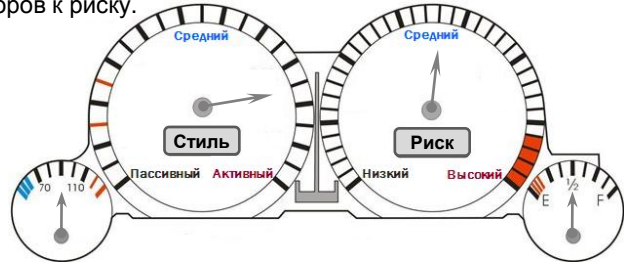 ров к риску.
Средний
Средний
Стиль
Риск
Пассивный Активный
Низкий Высокий
70 110
E ½ F